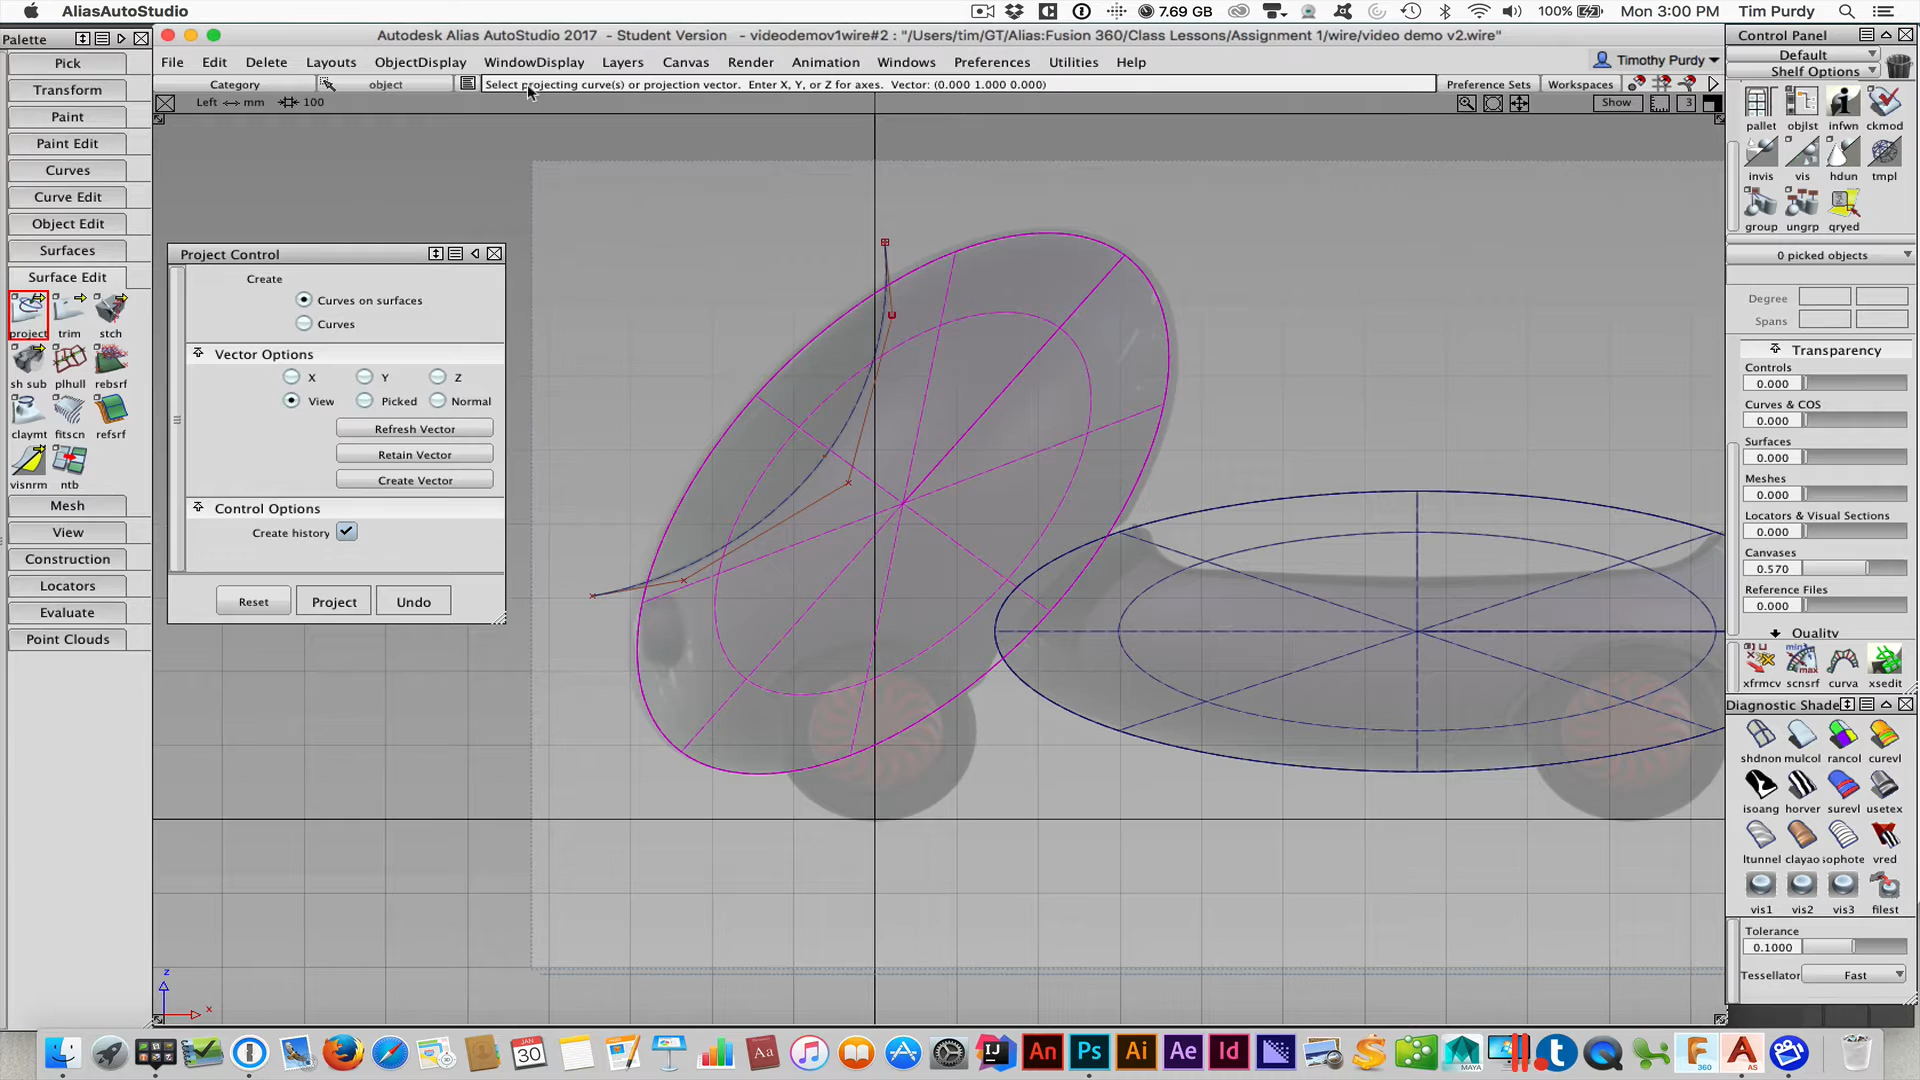 AliasAutoStudio
7.69 GB
100%
Mon 3:00 PM
Tim Purdy
Palette
Autodesk Alias AutoStudio 2017 - Student Version - videodemov1wire#2 : "/Users/tim/GT/Alias:Fusion 360/Class Lessons/Assignment 1/wire/video demo v2.wire"
Control Panel
File Edit Delete Layouts ObjectDisplay WindowDisplay Layers Canvas Render Animation Windows Preferences Utilities Help
Timothy Purdy
Default
Shelf Options
Category
object
Select projecting curve(s) or projection vector. Enter X, Y, or Z for axes. Vector: (0.000 1.000 0.000)
Preference Sets
Workspaces
Left
mm
100
Show
3
Pick
Transform
Paint
Paint Edit
Curves
Curve Edit
Object Edit
Surfaces
Surface Edit
project trim stch
sh sub plhull rebsrf
claymt fitscn refsrf
visnrm ntb
Mesh
View
Construction
Locators
Evaluate
Point Clouds
Project Control
Create
Curves on surfaces
Curves
Vector Options
X Y Z
View Picked Normal
Refresh Vector
Retain Vector
Create Vector
Control Options
Create history
Reset
Project
Undo
pallet objlst infwn ckmod
invis vis hdun tmpl
group ungrp qryed
0 picked objects
Degree
Spans
Transparency
Controls
0.000
Curves & COS
0.000
Surfaces
0.000
Meshes
0.000
Locators & Visual Sections
0.000
Canvases
0.570
Reference Files
0.000
Quality
xfrmcv scnsrf curva xsedit
Diagnostic Shade
shdnon mulcol rancol curevl
isoang horver surevl usetex
ltunnel clayao sophote vred
vis1 vis2 vis3 filest
Tolerance
0.1000
Tessellator
Fast
z
x
JAN
30
Aa
IJ
An
Ps
Ai
Ae
Id
MAYA
t
F
360
A
AS